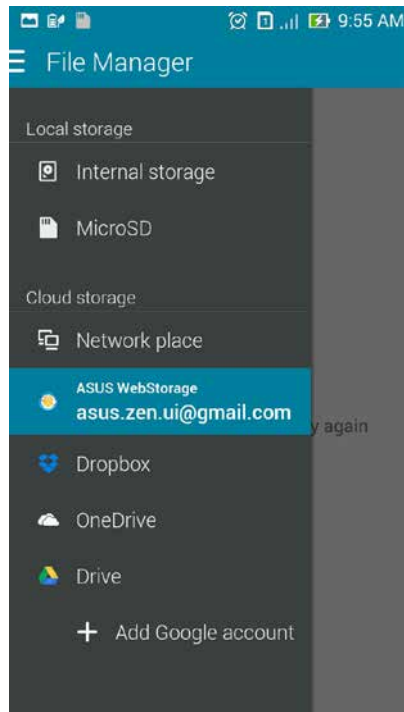 9:55 AM
File Manager
Local storage
Internal storage
MicroSD
Cloud storage
Network place
ASUS WebStorage
asus.zen.ui@gmail.com
y again
Dropbox
OneDrive
Drive
+ Add Google account